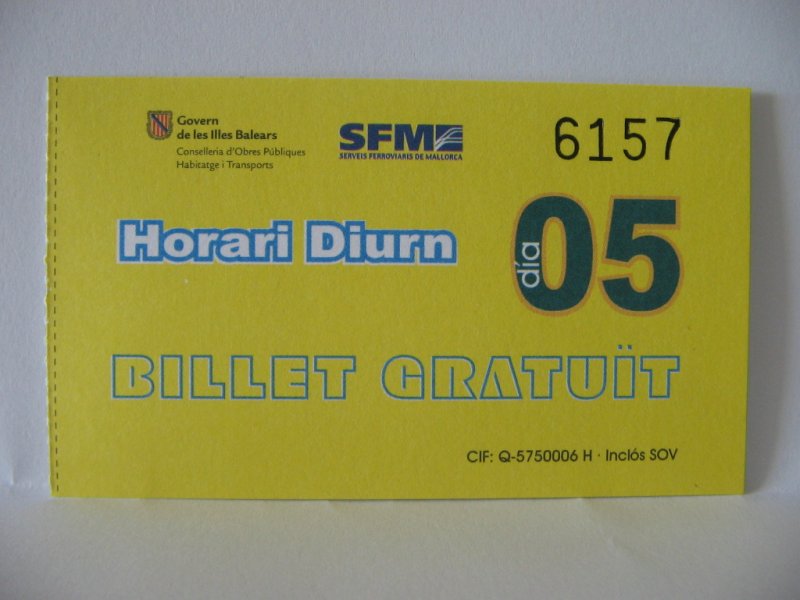 Govern
de les Illes Balears
Conselleria d'Obres Públiques
Habitatge i Transports
SFM
SERVEIS FERROVIARIS DE MALLORCA
6157
Horari Diurn
día 05
BILLET GRATUÏT
CIF: Q-5750006 H · Inclós SOV